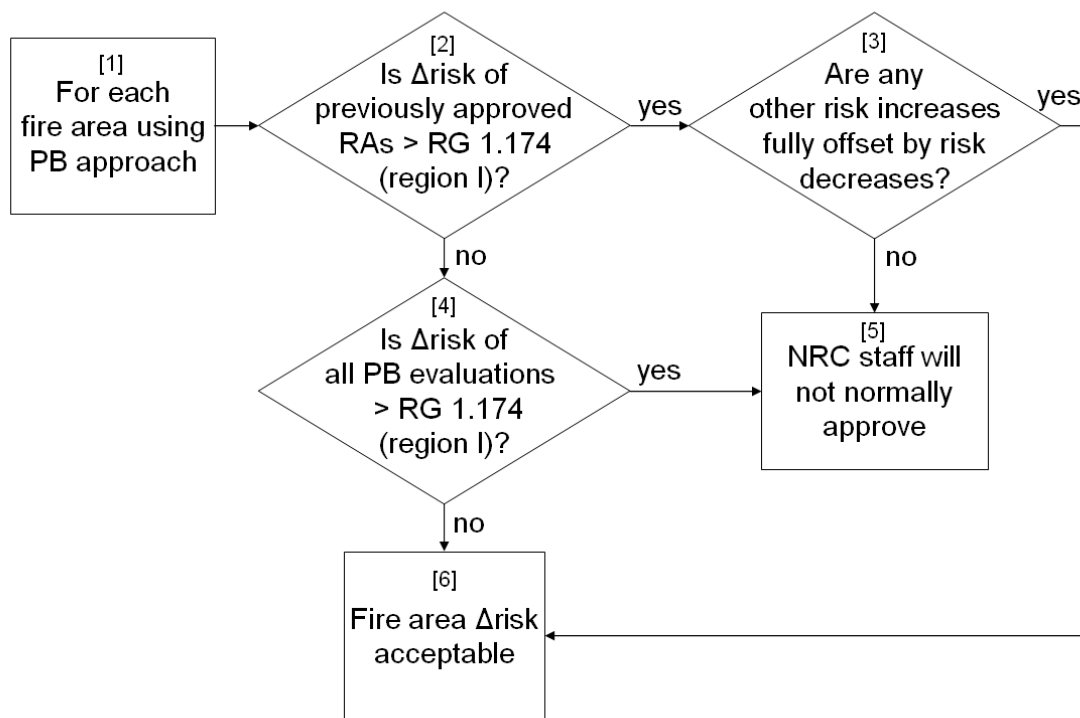 [1]
For each
fire area using
PB approach
[2]
Is Δrisk of
previously approved
RAs > RG 1.174
(region I)?
yes
[3]
Are any
other risk increases
fully offset by risk
decreases?
yes
no
no
[4]
Is Δrisk of
all PB evaluations
> RG 1.174
(region I)?
yes
[5]
NRC staff will
not normally
approve
no
[6]
Fire area Δrisk
acceptable